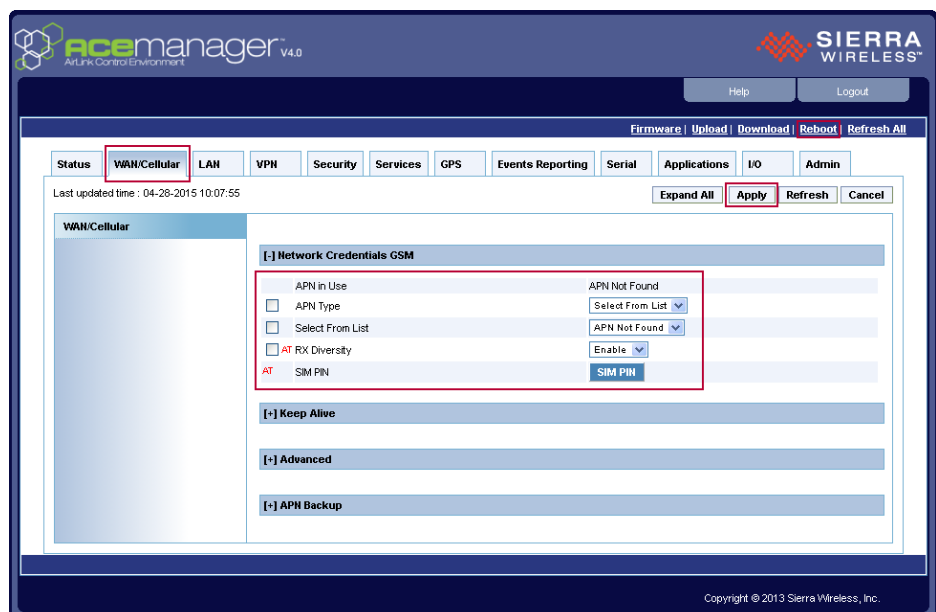 acemanager™ V4.0
AirLink Control Environment
SIERRA WIRELESS™
Help Logout
Firmware | Upload | Download | Reboot | Refresh All
Status WAN/Cellular LAN VPN Security Services GPS Events Reporting Serial Applications I/O Admin
Last updated time : 04-28-2015 10:07:55 Expand All Apply Refresh Cancel
WAN/Cellular
[-] Network Credentials GSM
APN in Use APN Not Found
APN Type Select From List
Select From List APN Not Found
AT RX Diversity Enable
AT SIM PIN SIM PIN
[+] Keep Alive
[+] Advanced
[+] APN Backup
Copyright © 2013 Sierra Wireless, Inc.